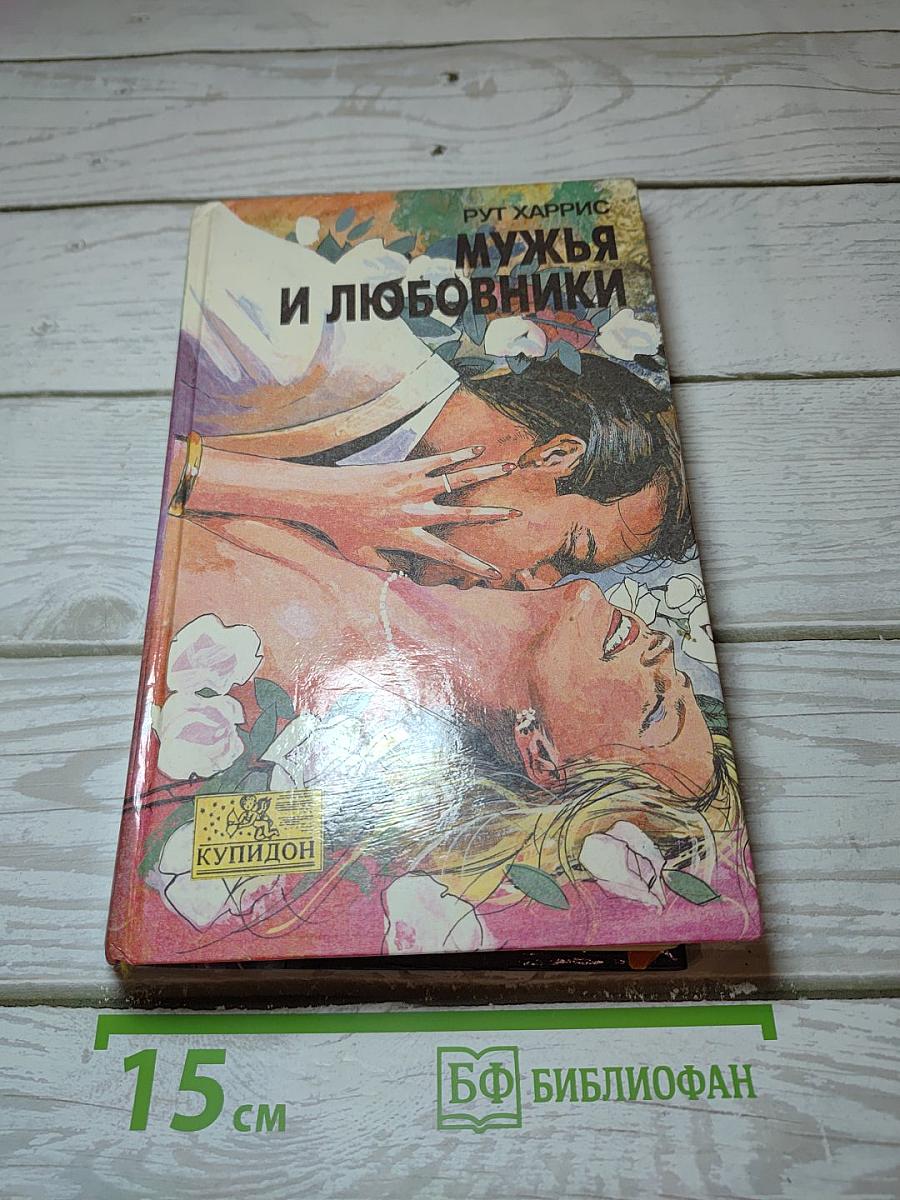 РУТ ХАРРИС
МУЖЬЯ
И ЛЮБОВНИКИ
КУПИДОН
15 см
БФ БИБЛИОФАН